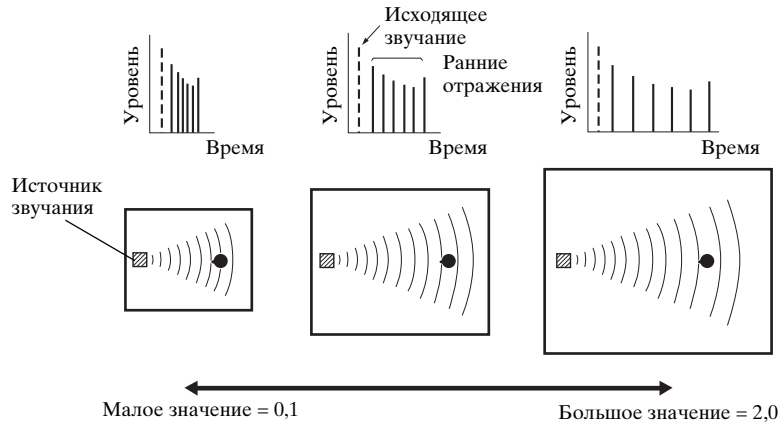 Исходящее
звучание
Ранние
отражения
Уровень
Время
Уровень
Время
Уровень
Время
Источник
звучания
Малое значение = 0,1
Большое значение = 2,0